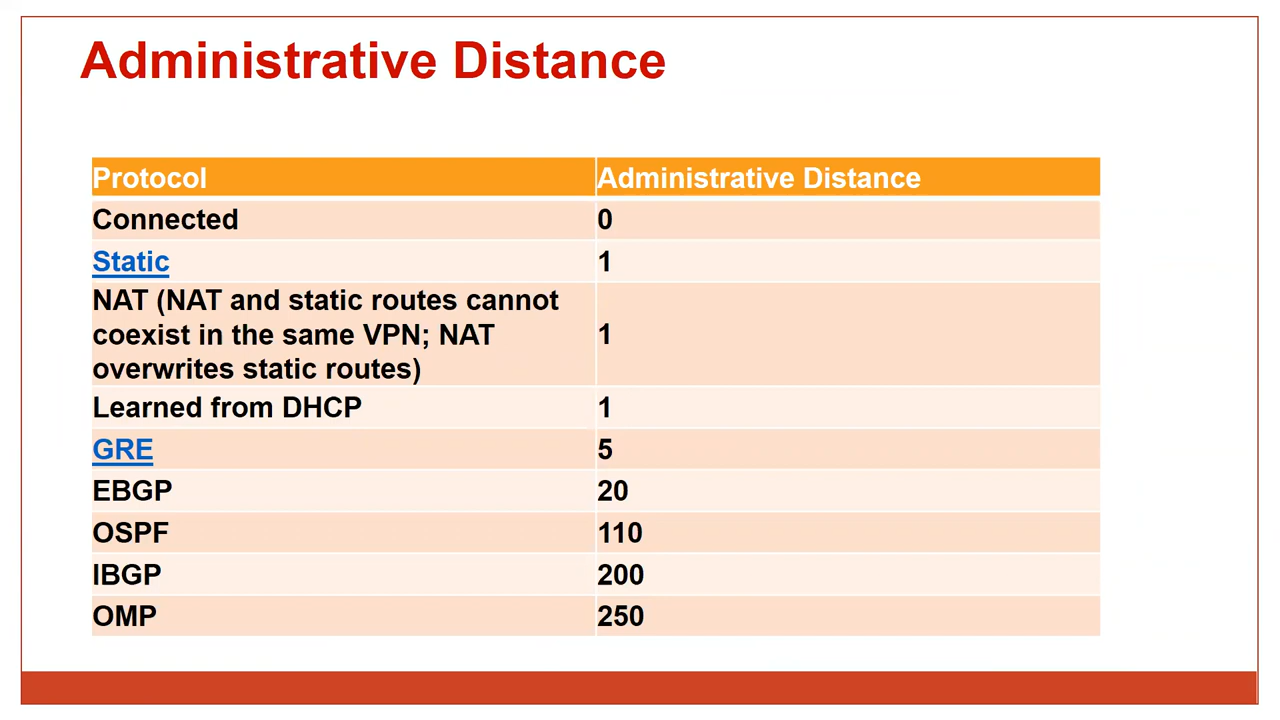 Administrative Distance
Protocol Administrative Distance
Connected 0
Static 1
NAT (NAT and static routes cannot
coexist in the same VPN; NAT
overwrites static routes) 1
Learned from DHCP 1
GRE 5
EBGP 20
OSPF 110
IBGP 200
OMP 250